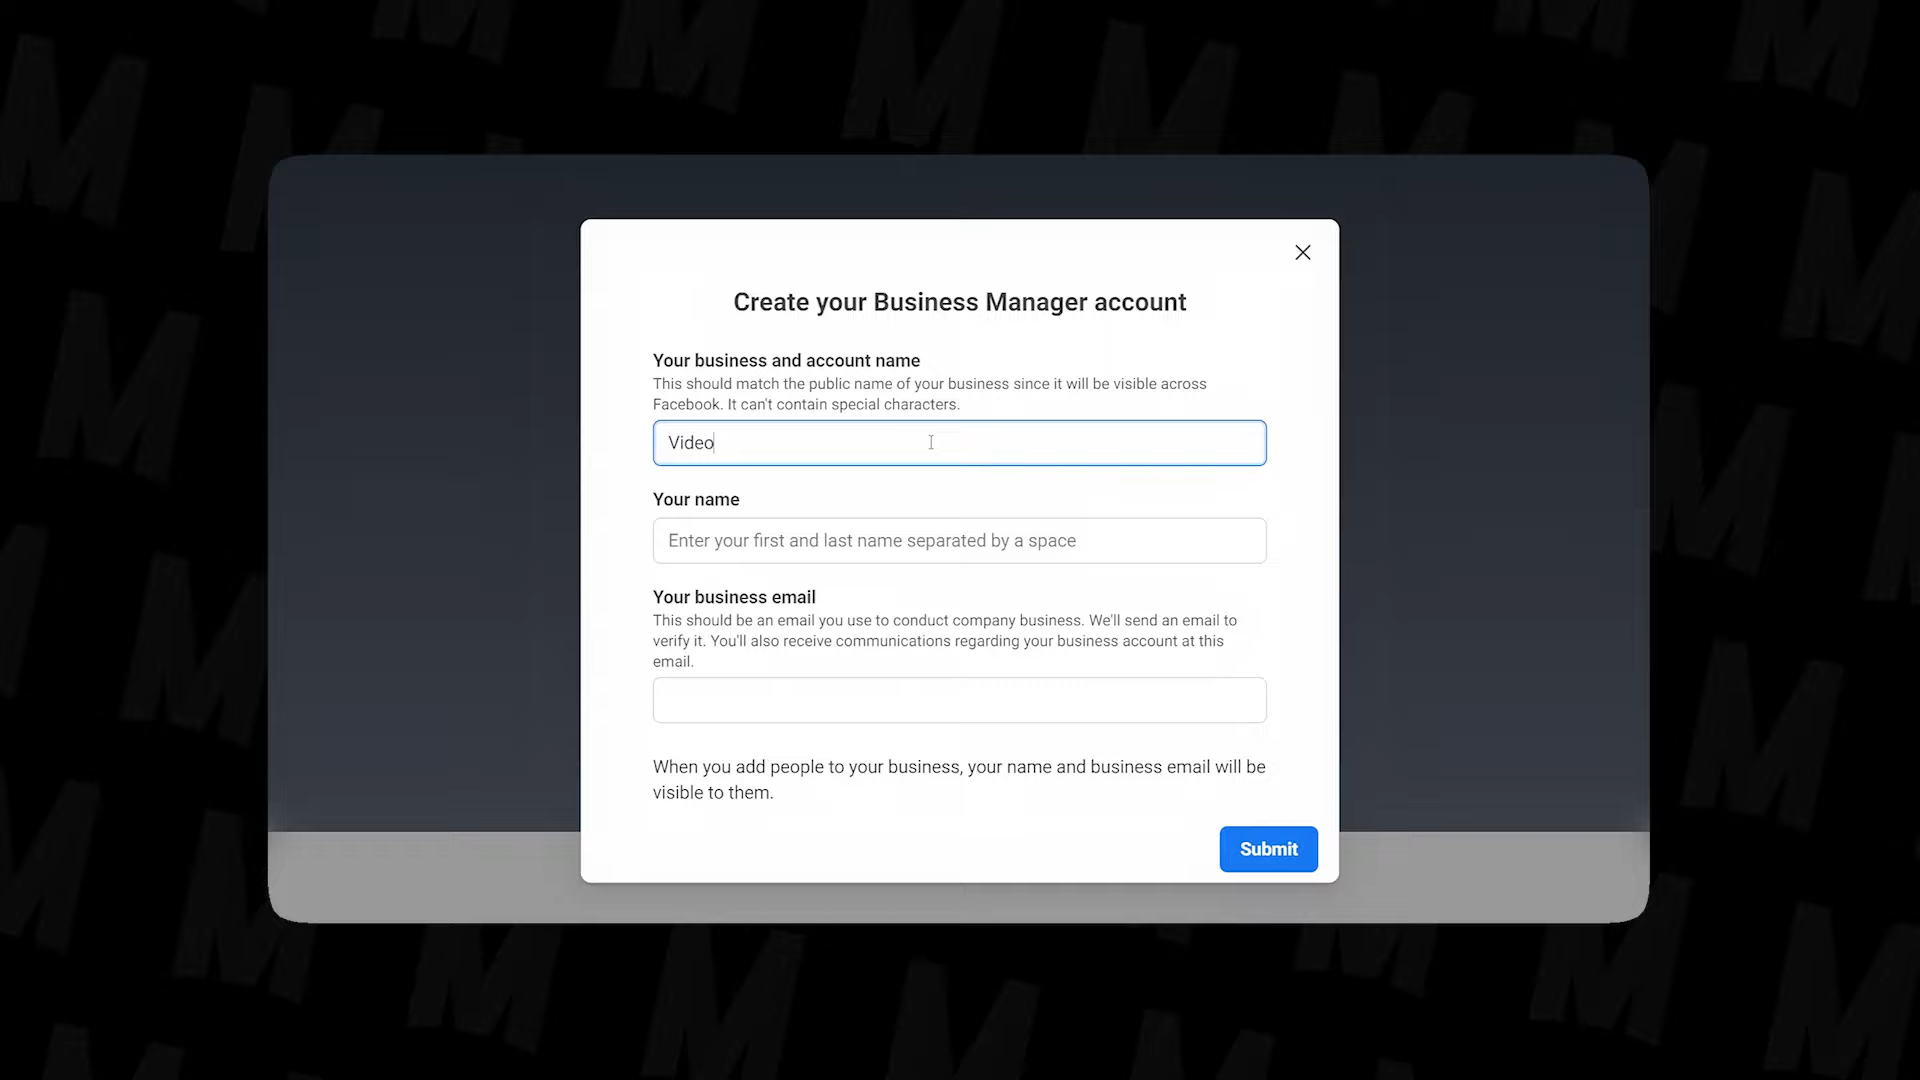 Create your Business Manager account
Your business and account name
This should match the public name of your business since it will be visible across
Facebook. It can't contain special characters.
Video
Your name
Enter your first and last name separated by a space
Your business email
This should be an email you use to conduct company business. We'll send an email to
verify it. You'll also receive communications regarding your business account at this
email.
When you add people to your business, your name and business email will be
visible to them.
Submit